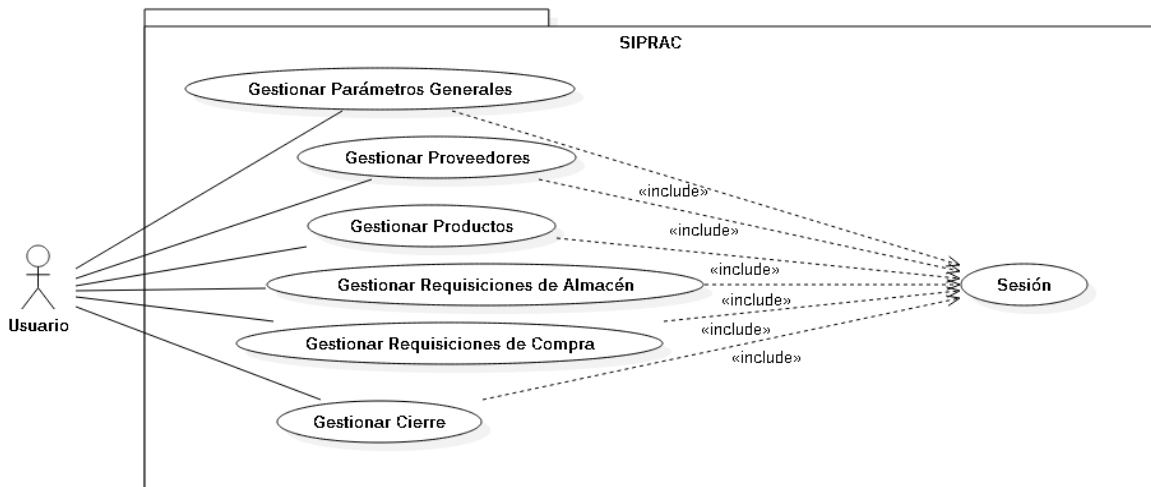 SIPRAC
Gestionar Parámetros Generales
Gestionar Proveedores
«include»
Gestionar Productos
«include»
«include»
Gestionar Requisiciones de Almacén
Sesión
«include»
Usuario
«include»
Gestionar Requisiciones de Compra
«include»
Gestionar Cierre